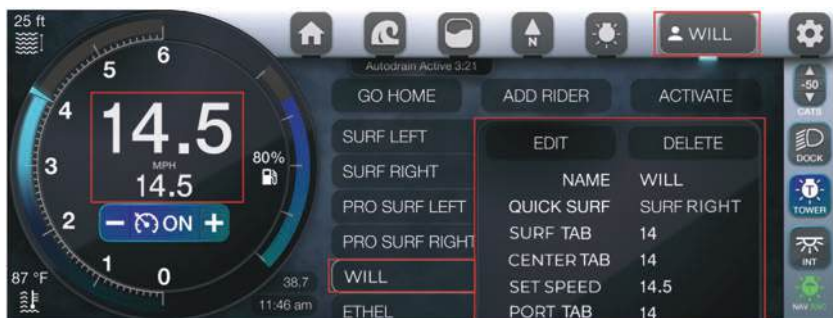 25 ft
WILL
Autodrain Active 3:21
GO HOME
ADD RIDER
ACTIVATE
-50
CATS
6
5
4
3
2
1
0
14.5
MPH
14.5
80%
- ON +
SURF LEFT
SURF RIGHT
PRO SURF LEFT
PRO SURF RIGHT
WILL
ETHEL
EDIT
DELETE
NAME WILL
QUICK SURF SURF RIGHT
SURF TAB 14
CENTER TAB 14
SET SPEED 14.5
PORT TAB 14
DOCK
T
TOWER
INT
NAV ANC
N
87 °F
38.7
11:46 am